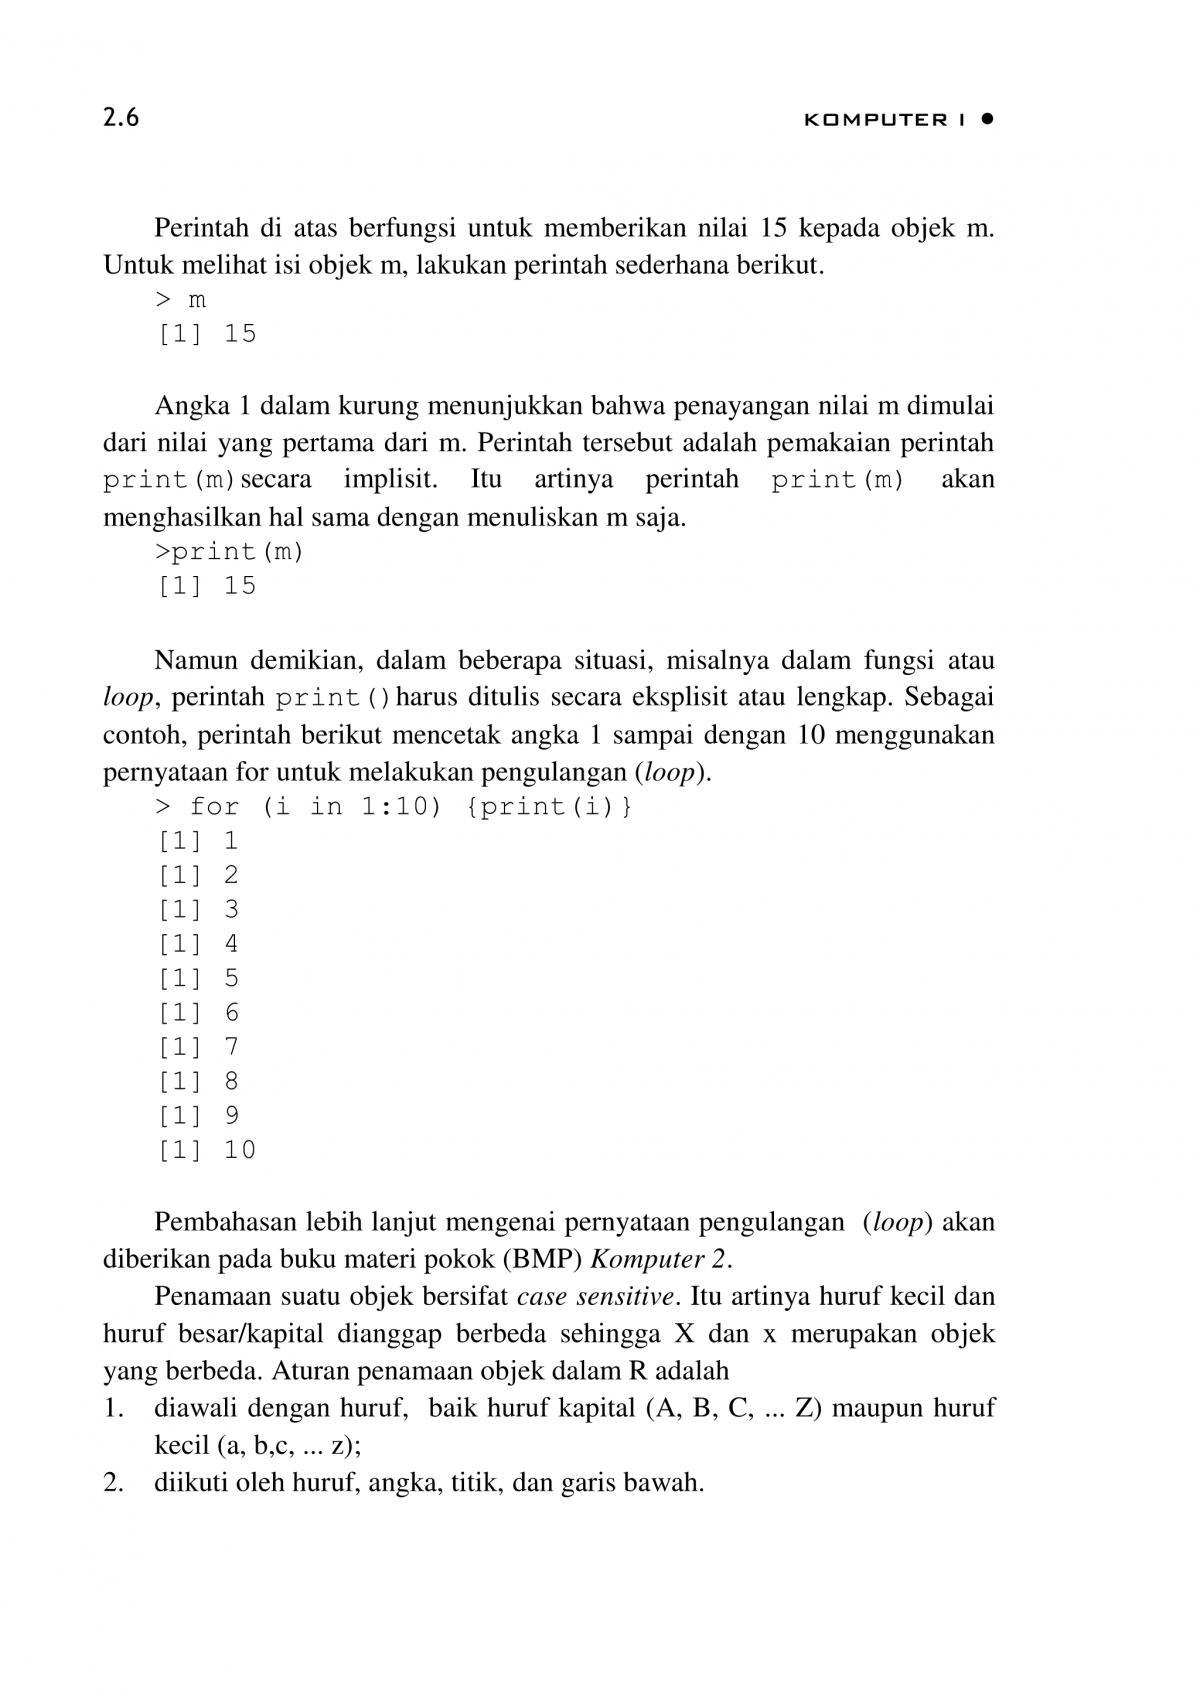 2.6 KOMPUTER I ●
Perintah di atas berfungsi untuk memberikan nilai 15 kepada objek m.
Untuk melihat isi objek m, lakukan perintah sederhana berikut.
> m
[1] 15
Angka 1 dalam kurung menunjukkan bahwa penayangan nilai m dimulai
dari nilai yang pertama dari m. Perintah tersebut adalah pemakaian perintah
print(m)secara implisit. Itu artinya perintah print(m) akan
menghasilkan hal sama dengan menuliskan m saja.
>print(m)
[1] 15
Namun demikian, dalam beberapa situasi, misalnya dalam fungsi atau
loop, perintah print()harus ditulis secara eksplisit atau lengkap. Sebagai
contoh, perintah berikut mencetak angka 1 sampai dengan 10 menggunakan
pernyataan for untuk melakukan pengulangan (loop).
> for (i in 1:10) {print(i)}
[1] 1
[1] 2
[1] 3
[1] 4
[1] 5
[1] 6
[1] 7
[1] 8
[1] 9
[1] 10
Pembahasan lebih lanjut mengenai pernyataan pengulangan (loop) akan
diberikan pada buku materi pokok (BMP) Komputer 2.
Penamaan suatu objek bersifat case sensitive. Itu artinya huruf kecil dan
huruf besar/kapital dianggap berbeda sehingga X dan x merupakan objek
yang berbeda. Aturan penamaan objek dalam R adalah
1. diawali dengan huruf, baik huruf kapital (A, B, C, ... Z) maupun huruf
kecil (a, b,c, ... z);
2. diikuti oleh huruf, angka, titik, dan garis bawah.